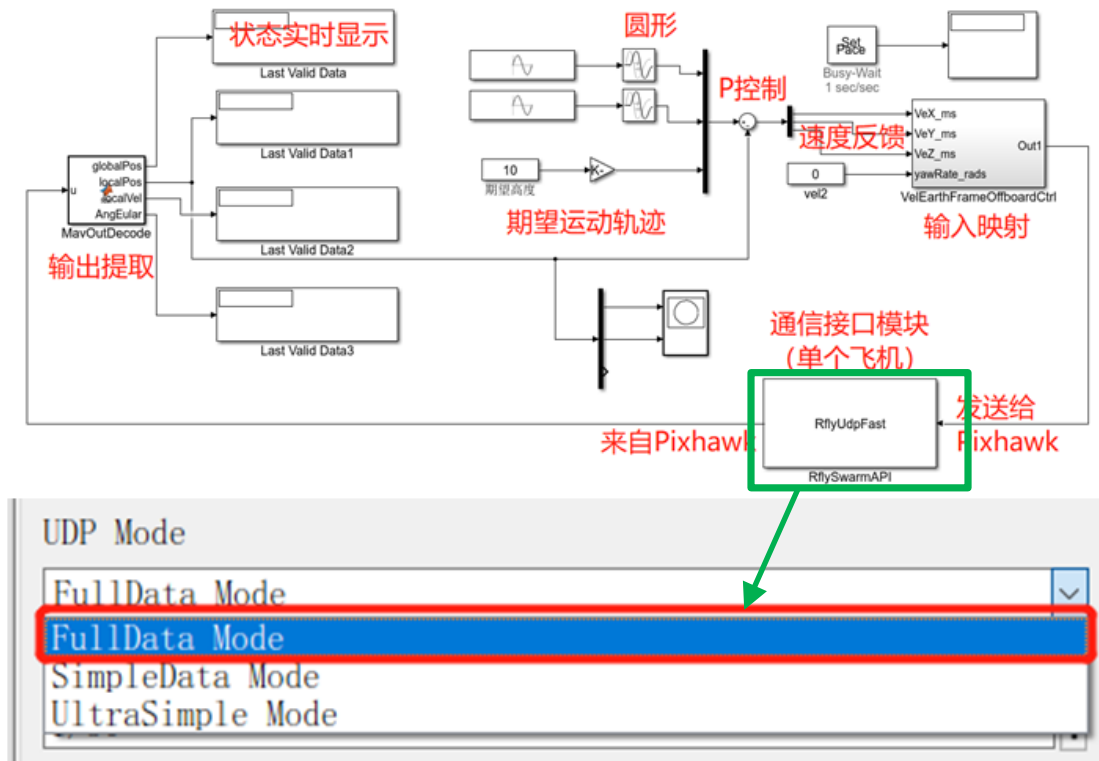 状态实时显示
Last Valid Data
圆形
Set
Pace
Busy-Wait
1 sec/sec
P控制
Last Valid Data1
速度反馈
VeX_ms
VeY_ms
VeZ_ms
yawRate_rads
Out1
VelEarthFrameOffboardCtrl
0
vel2
10
K-
期望高度
globalPos
localPos
localVel
AngEular
u
MavOutDecode
输出提取
Last Valid Data2
期望运动轨迹
输入映射
Last Valid Data3
通信接口模块
（单个飞机）
RflyUdpFast
RflySwarmAPI
来自Pixhawk
发送给
Pixhawk
UDP Mode
FullData Mode
FullData Mode
SimpleData Mode
UltraSimple Mode